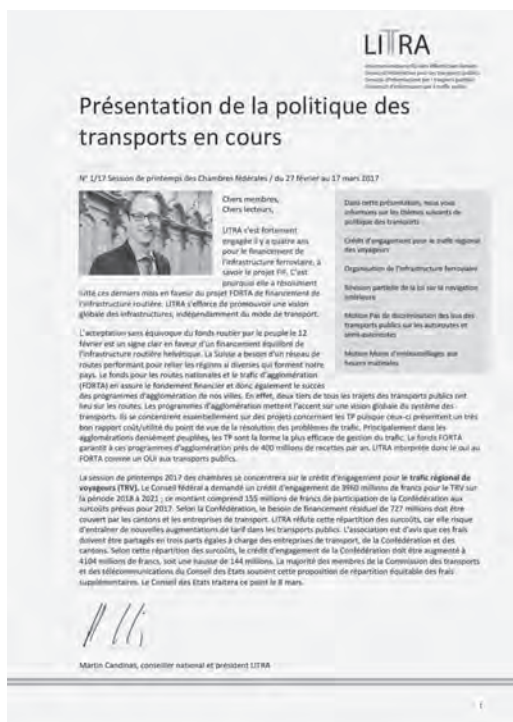 LITRA
Présentation de la politique des
transports en cours
N° 1/17 Session de printemps des Chambres fédérales / du 27 février au 17 mars 2017
Chers membres,
Chers lecteurs,
LITRA s'est fortement
engagée il y a quatre ans
pour le financement de
l'infrastructure ferroviaire, à
savoir le projet FIF. C'est
pourquoi elle a résolument
lutté ces derniers mois en faveur du projet FORTA de financement de
l'infrastructure routière. LITRA s'efforce de promouvoir une vision
globale des infrastructures, indépendamment du mode de transport.
L'acceptation sans équivoque du fonds routier par le peuple le 12
février est un signe clair en faveur d'un financement équilibré de
l'infrastructure routière helvétique. La Suisse a besoin d'un réseau de
routes performant pour relier les régions si diverses qui forment notre
pays. Le fonds pour les routes nationales et le trafic d'agglomération
(FORTA) en assure le fondement financier et donc également le succès
des programmes d'agglomération de nos villes. En effet, deux tiers de tous les trajets des transports publics ont
lieu sur les routes. Les programmes d'agglomération mettent l'accent sur une vision globale du système des
transports. Ils se concentrent essentiellement sur des projets concernant les TP puisque ceux-ci présentent un très
bon rapport coût/utilité du point de vue de la résolution des problèmes de trafic. Principalement dans les
agglomérations densément peuplées, les TP sont la forme la plus efficace de gestion du trafic. Le fonds FORTA
garantit à ces programmes d'agglomération près de 400 millions de recettes par an. LITRA interprète donc le oui au
FORTA comme un OUI aux transports publics.
La session de printemps 2017 des chambres se concentrera sur le crédit d'engagement pour le trafic régional de
voyageurs (TRV). Le Conseil fédéral a demandé un crédit d'engagement de 3960 millions de francs pour le TRV sur
la période 2018 à 2021 ; ce montant comprend 155 millions de francs de participation de la Confédération aux
surcoûts prévus pour 2017. Selon la Confédération, le besoin de financement résiduel de 727 millions doit être
couvert par les cantons et les entreprises de transport. LITRA réfute cette répartition des surcoûts, car elle risque
d'entraîner de nouvelles augmentations de tarif dans les transports publics. L'association est d'avis que ces frais
doivent être partagés en trois parts égales à charge des entreprises de transport, de la Confédération et des
cantons. Selon cette répartition des surcoûts, le crédit d'engagement de la Confédération doit être augmenté à
4104 millions de francs, soit une hausse de 144 millions. La majorité des membres de la Commission des transports
et des télécommunications du Conseil des États soutient cette proposition de répartition équitable des frais
supplémentaires. Le Conseil des Etats traitera ce point le 8 mars.
Martin Candinas, conseiller national et président LITRA
Dans cette présentation, nous vous
informons sur les thèmes suivants de
politique des transports
Crédit d'engagement pour le trafic régional
des voyageurs
Organisation de l'infrastructure ferroviaire
Révision partielle de la loi sur la navigation
intérieure
Motion Pas de discrimination des bus des
transports publics sur les autoroutes et
semi-autoroutes
Motion Moins d'embouteillages aux
heures matinales
1